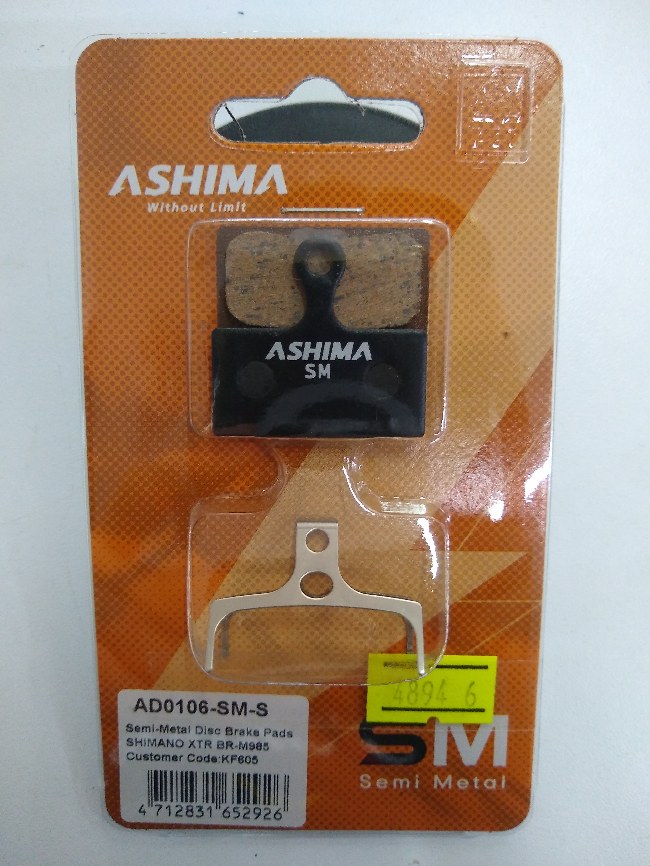 ASHIMA
Without Limit
ASHIMA
SM
4894 6
AD0106-SM-S
Semi-Metal Disc Brake Pads
SHIMANO XTR BR-M985
Customer Code:KF605
4 712831 652926
SM
Semi Metal